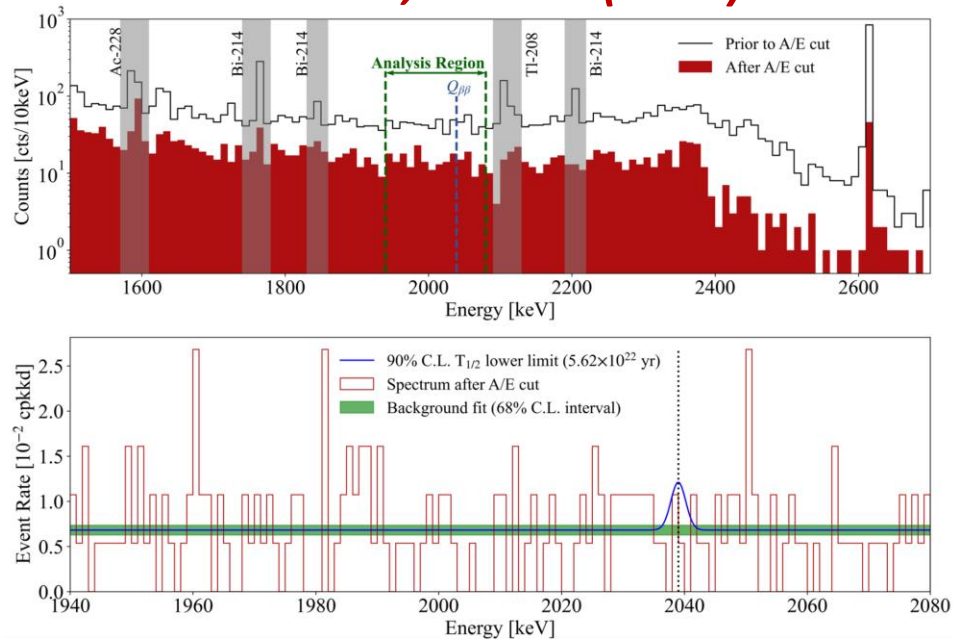 10³
10²
10¹
10⁰
Counts [cts/10keV]
Ac-228
Bi-214
Bi-214
Analysis Region
Qββ
Tl-208
Bi-214
Prior to A/E cut
After A/E cut
1600
1800
2000
2200
2400
2600
Energy [keV]
2.5
2.0
1.5
1.0
0.5
0.0
Event Rate [10⁻² cpkkd]
90% C.L. T₁/₂ lower limit (5.62×10²² yr)
Spectrum after A/E cut
Background fit (68% C.L. interval)
1940
1960
1980
2000
2020
2040
2060
2080
Energy [keV]